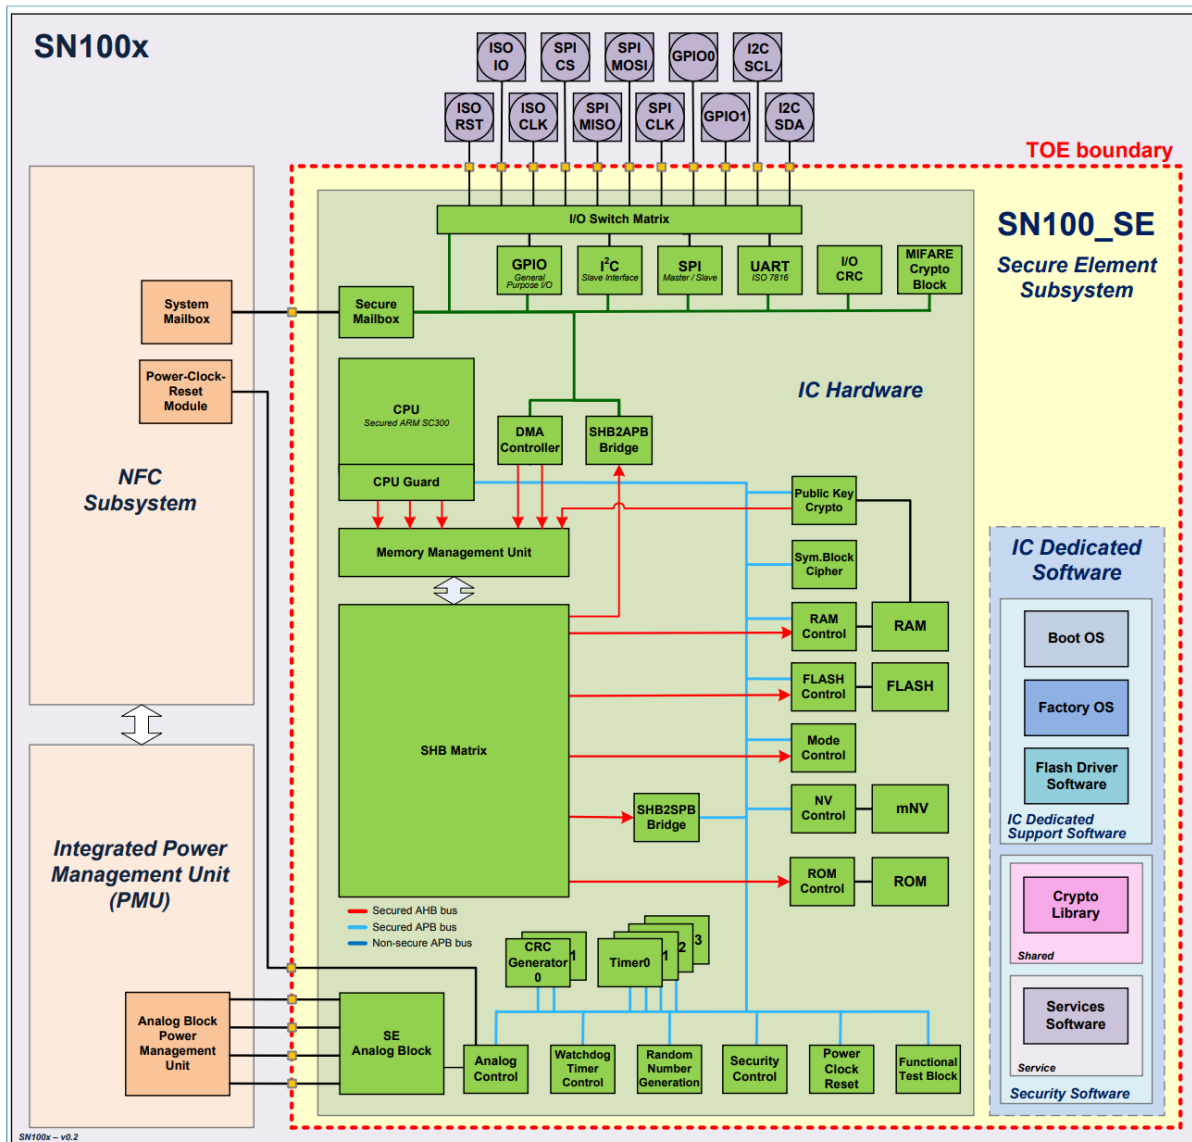 SN100x
ISO
IO
SPI
CS
SPI
MOSI
GPIO0
I2C
SCL
ISO
RST
ISO
CLK
SPI
MISO
SPI
CLK
GPIO1
I2C
SDA
TOE boundary
I/O Switch Matrix
SN100_SE
Secure Element
Subsystem
GPIO
General
Purpose I/O
I²C
Slave Interface
SPI
Master / Slave
UART
ISO 7816
I/O
CRC
MIFARE
Crypto
Block
System
Mailbox
Secure
Mailbox
Power-Clock-
Reset
Module
CPU
Secured ARM SC300
IC Hardware
DMA
Controller
SHB2APB
Bridge
NFC
Subsystem
CPU Guard
Public Key
Crypto
Memory Management Unit
Sym.Block
Cipher
IC Dedicated
Software
RAM
Control
RAM
Boot OS
FLASH
Control
FLASH
Factory OS
SHB Matrix
Mode
Control
Flash Driver
Software
SHB2SPB
Bridge
NV
Control
mNV
IC Dedicated
Support Software
Integrated Power
Management Unit
(PMU)
ROM
Control
ROM
Crypto
Library
Shared
Secured AHB bus
Secured APB bus
Non-secure APB bus
CRC
Generator
0
1
Timer0
1
2
3
Analog Block
Power
Management
Unit
SE
Analog Block
Services
Software
Service
Security Software
Analog
Control
Watchdog
Timer
Control
Random
Number
Generation
Security
Control
Power
Clock
Reset
Functional
Test Block
SN100x – v0.2